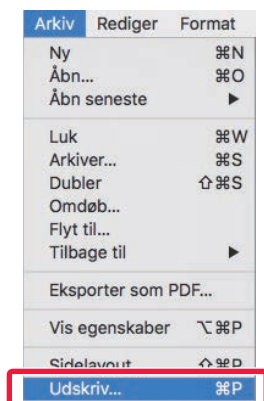 Arkiv Rediger Format
Ny ⌘N
Åbn... ⌘O
Åbn seneste ▶
Luk ⌘W
Arkiver... ⌘S
Dubler ⇧⌘S
Omdøb...
Flyt til...
Tilbage til ▶
Eksporter som PDF...
Vis egenskaber ⌥⌘P
Sidelayout ⇧⌘P
Udskriv... ⌘P